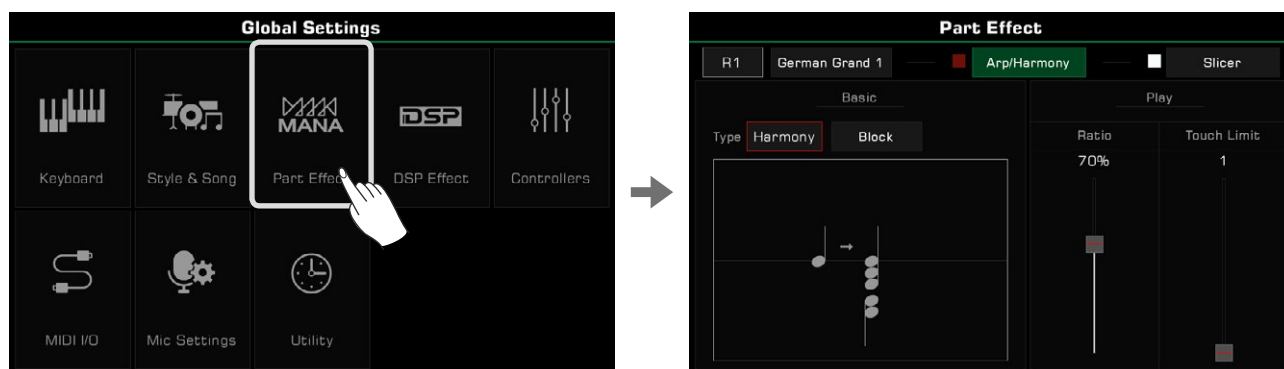 Global Settings
MANA
DSP
Keyboard Style & Song Part Effect DSP Effect Controllers
MIDI I/O Mic Settings Utility
Part Effect
R1 German Grand 1 Arp/Harmony Slicer
Basic Play
Type Harmony Block Ratio Touch Limit
70% 1